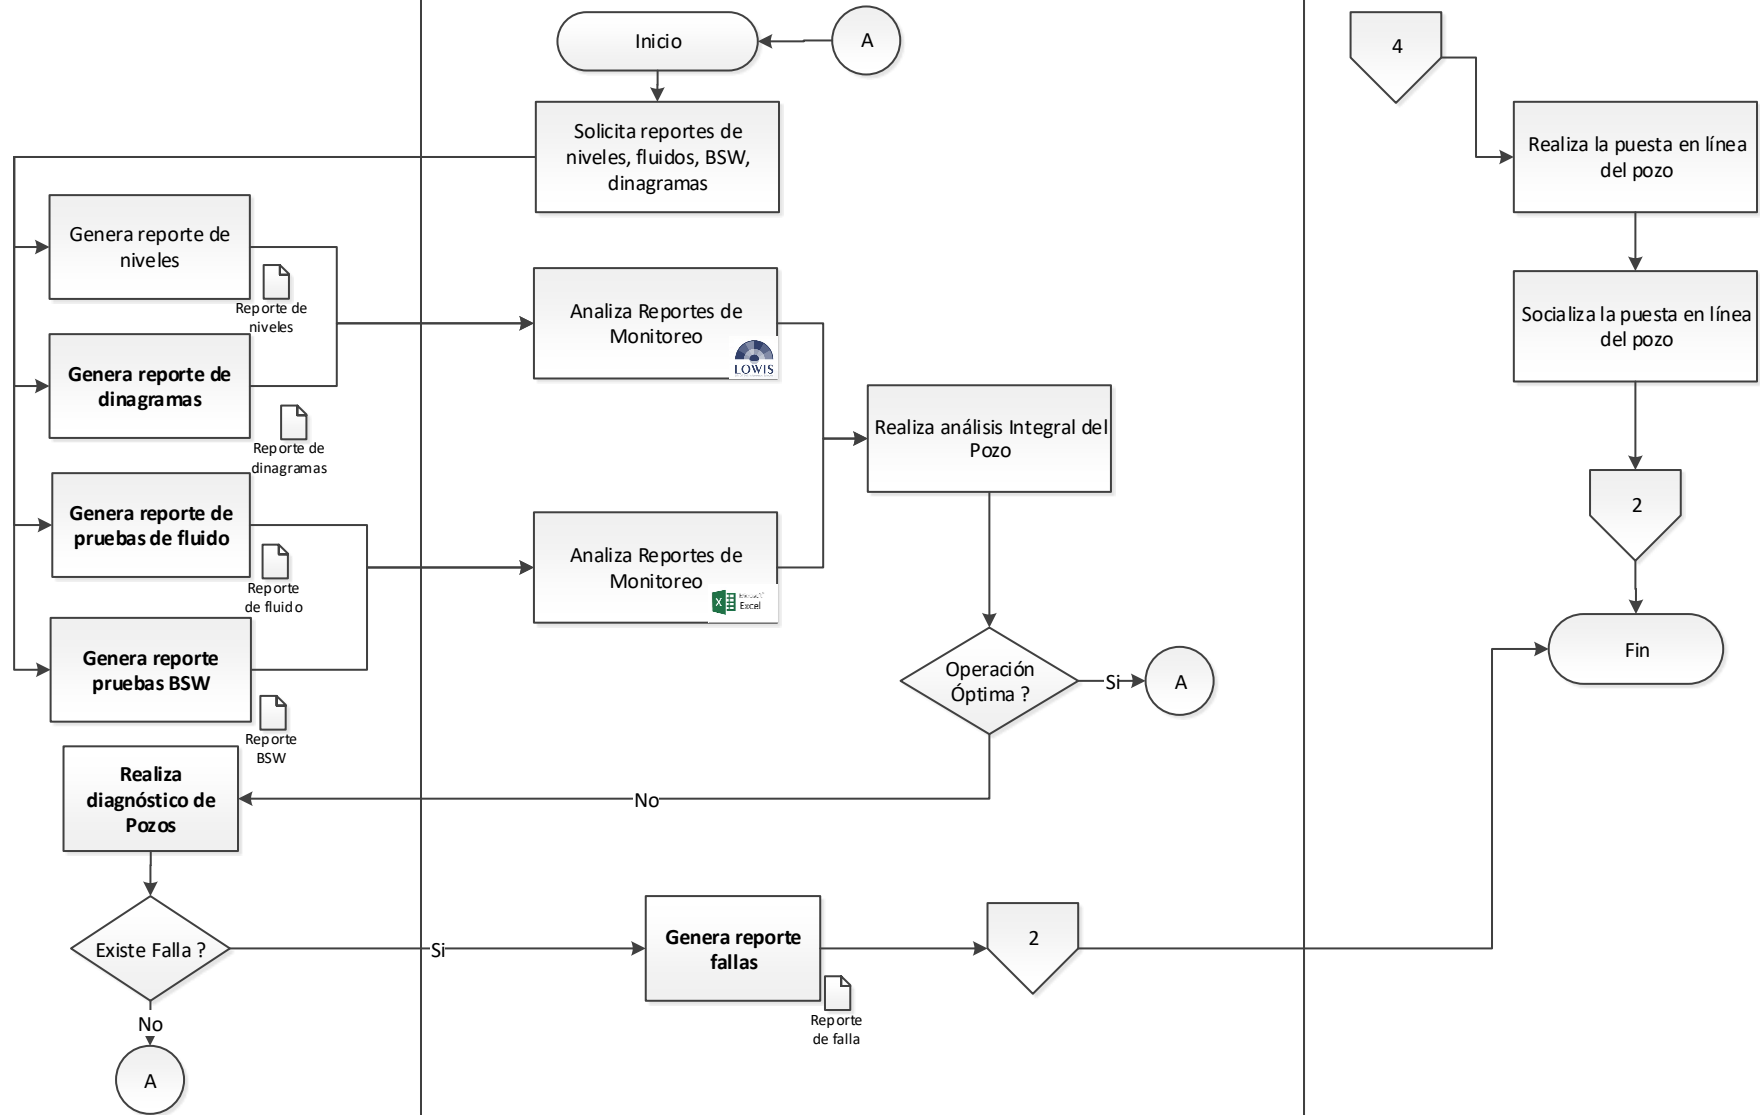 Inicio
A
4
Solicita reportes de
niveles, fluidos, BSW,
dinagramas
Realiza la puesta en línea
del pozo
Genera reporte de
niveles
Reporte de
niveles
Analiza Reportes de
Monitoreo
LOWIS
Socializa la puesta en línea
del pozo
Genera reporte de
dinagramas
Reporte de
dinagramas
Realiza análisis Integral del
Pozo
Genera reporte de
pruebas de fluido
Reporte
de fluido
Analiza Reportes de
Monitoreo
Excel
2
Genera reporte
pruebas BSW
Reporte
BSW
Operación
Óptima ?
Si
A
Fin
Realiza
diagnóstico de
Pozos
No
Existe Falla ?
Si
Genera reporte
fallas
Reporte
de falla
2
No
A